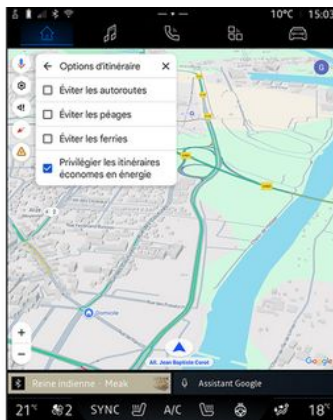 10°C 15:03
Options d'itinéraire
G
Éviter les autoroutes
Éviter les péages
Éviter les ferries
Privilégier les itinéraires
économes en énergie
Domicile
All. Jean Baptiste Corot
Google
Reine indienne · Meak
Assistant Google
21°C 2 SYNC A/C 18°